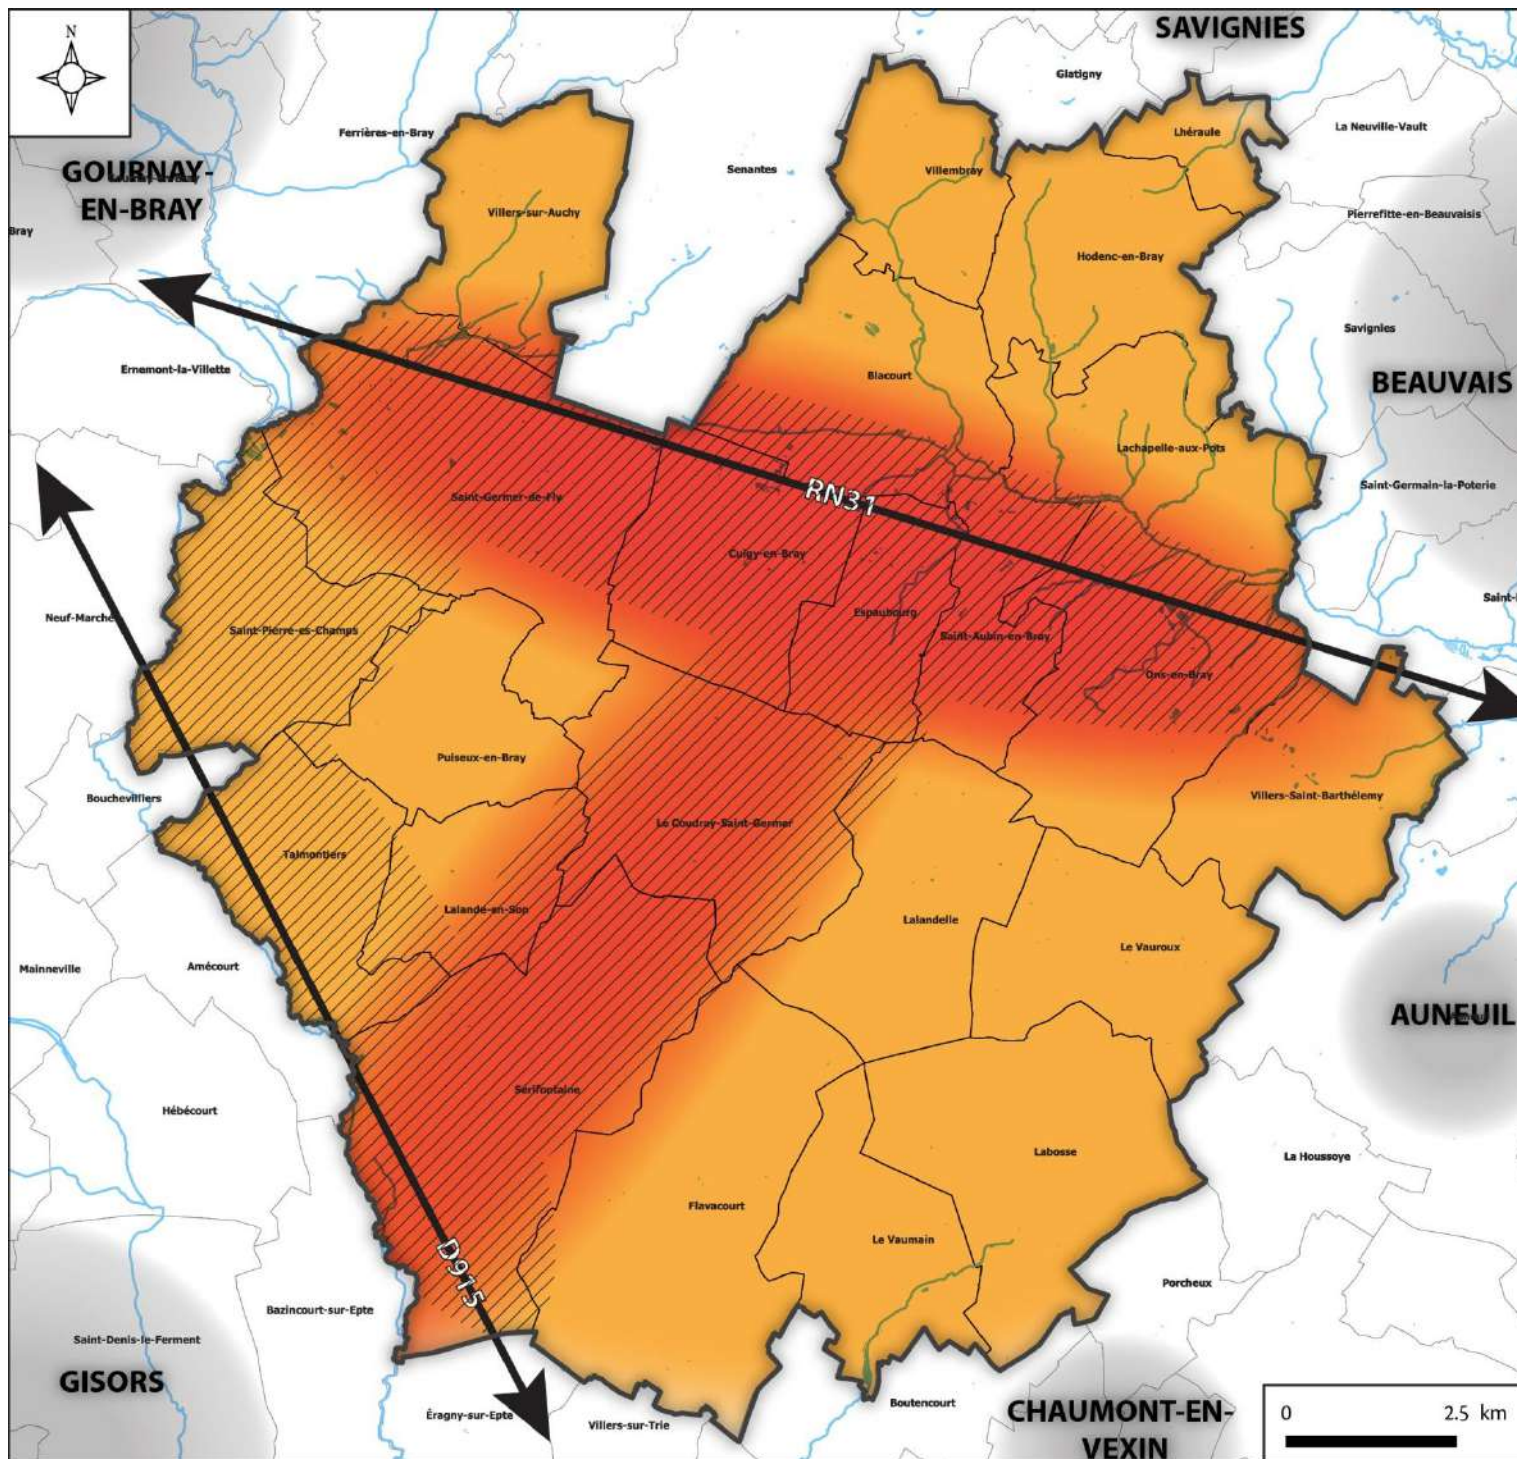 SAVIGNIES
N
Glatigny
Ferrières-en-Bray
Lhéraule
La Neuville-Vault
GOURNAY-
EN-BRAY
Senantes
Villembray
Villers-sur-Auchy
Pierrefitte-en-Beauvaisis
Bray
Hodenc-en-Bray
Savignies
Ernemont-la-Villette
Blacourt
BEAUVAIS
Lachapelle-aux-Pots
Saint-Germain-la-Poterie
Saint-Germer-de-Fly
RN31
Cuigy-en-Bray
Neuf-Marché
Espaubourg
Saint-Pierre-es-Champs
Saint-Aubin-en-Bray
Ons-en-Bray
Puiseux-en-Bray
Bouchevilliers
Villers-Saint-Barthélemy
Le Coudray-Saint-Germer
Talmontiers
Lalande-en-Son
Lalandelle
Le Vauroux
Mainneville
Amécourt
AUNEUIL
Sérifontaine
Hébécourt
Labosse
La Houssoye
Flavacourt
Le Vaumain
D915
Porcheux
Bazincourt-sur-Epte
Saint-Denis-le-Ferment
GISORS
Éragny-sur-Epte
Villers-sur-Trie
Boutencourt
CHAUMONT-EN-
VEXIN
0 2.5 km